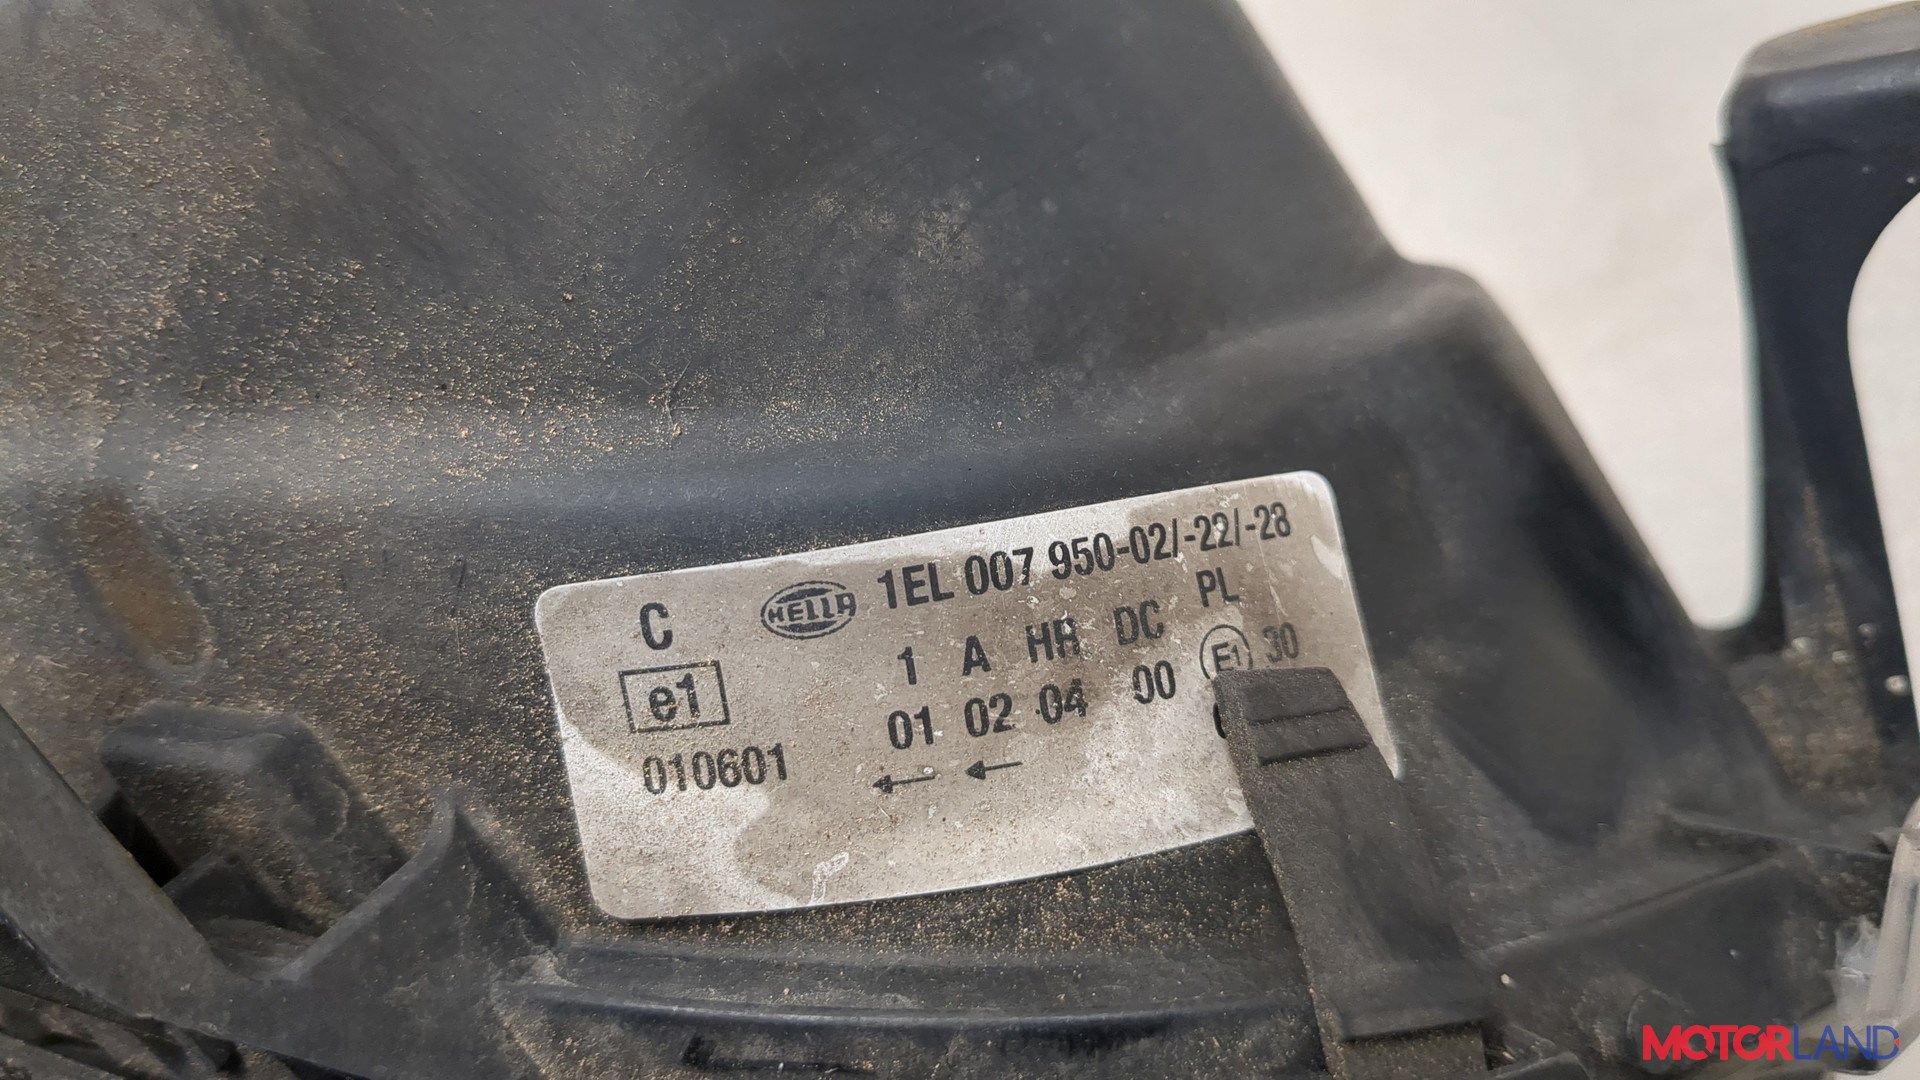 C HELLA 1EL 007 950-02/-22/-28
1 A HR DC PL
e1 01 02 04 00 E1 30
010601
MOTORLAND